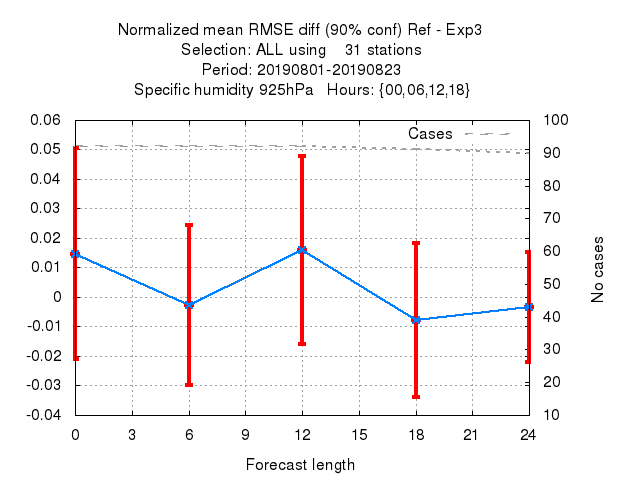 Normalized mean RMSE diff (90% conf) Ref - Exp3
Selection: ALL using 31 stations
Period: 20190801-20190823
Specific humidity 925hPa Hours: {00,06,12,18}
Cases
0.06
0.05
0.04
0.03
0.02
0.01
0
-0.01
-0.02
-0.03
-0.04
100
90
80
70
60
50
40
30
20
10
No cases
0 3 6 9 12 15 18 21 24
Forecast length